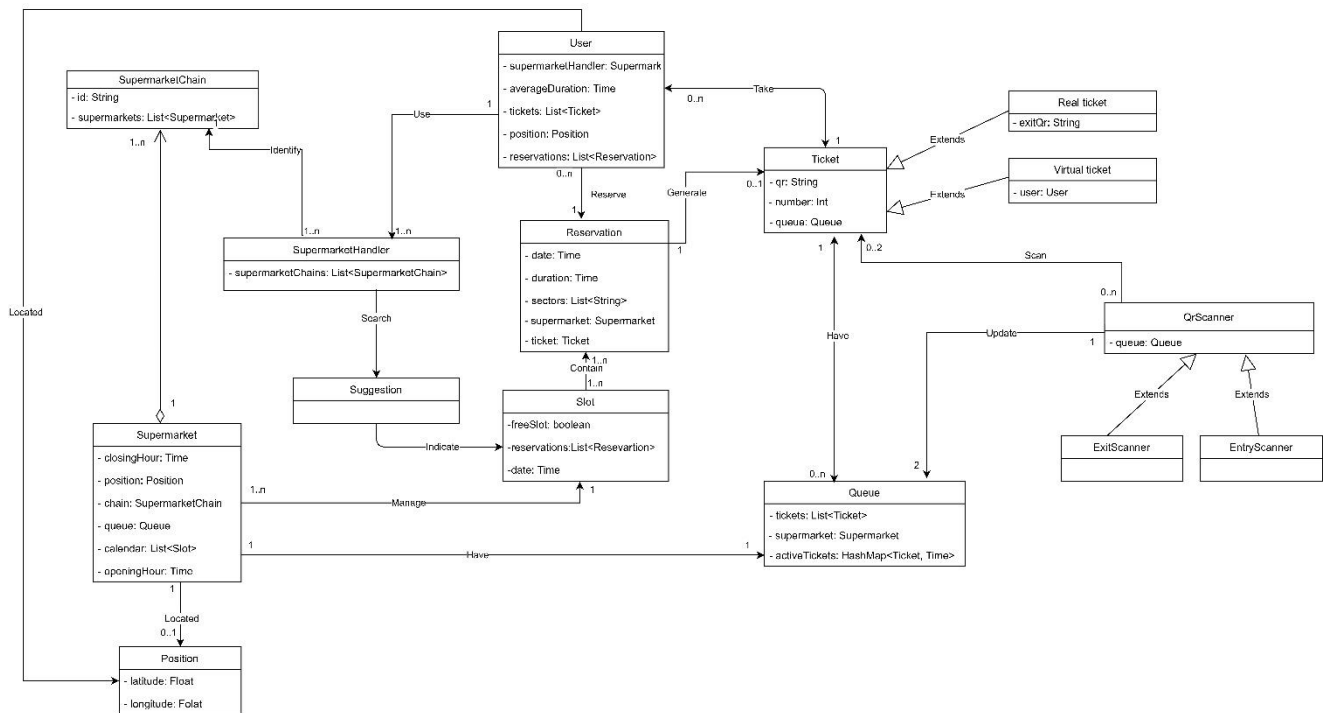 User
- supermarketHandler: Supermark
- averageDuration: Time
- tickets: List<Ticket>
- position: Position
- reservations: List<Reservation>
SupermarketChain
- id: String
- supermarkets: List<Supermarket>
1..n
Identify
1
Use
0..n
Take
1
Real ticket
- exitQr: String
Extends
Virtual ticket
- user: User
Extends
Ticket
- qr: String
- number: Int
- queue: Queue
0..1
Generate
1
0..n
Reserve
1
Reservation
- date: Time
- duration: Time
- sectors: List<String>
- supermarket: Supermarket
- ticket: Ticket
1..n
1..n
SupermarketHandler
- supermarketChains: List<SupermarketChain>
Search
Located
1
0..2
Scan
0..n
QrScanner
- queue: Queue
Update
1
Have
Extends
Extends
ExitScanner
EntryScanner
1..n
Contain
1..n
Suggestion
Indicate
Slot
-freeSlot: boolean
-reservations:List<Resevartion>
-date: Time
1
Supermarket
- closingHour: Time
- position: Position
- chain: SupermarketChain
- queue: Queue
- calendar: List<Slot>
- openingHour: Time
1..n
Manage
1
0..n
2
Queue
- tickets: List<Ticket>
- supermarket: Supermarket
- activeTickets: HashMap<Ticket, Time>
1
Have
1
1
Located
0..1
Position
- latitude: Float
- longitude: Folat